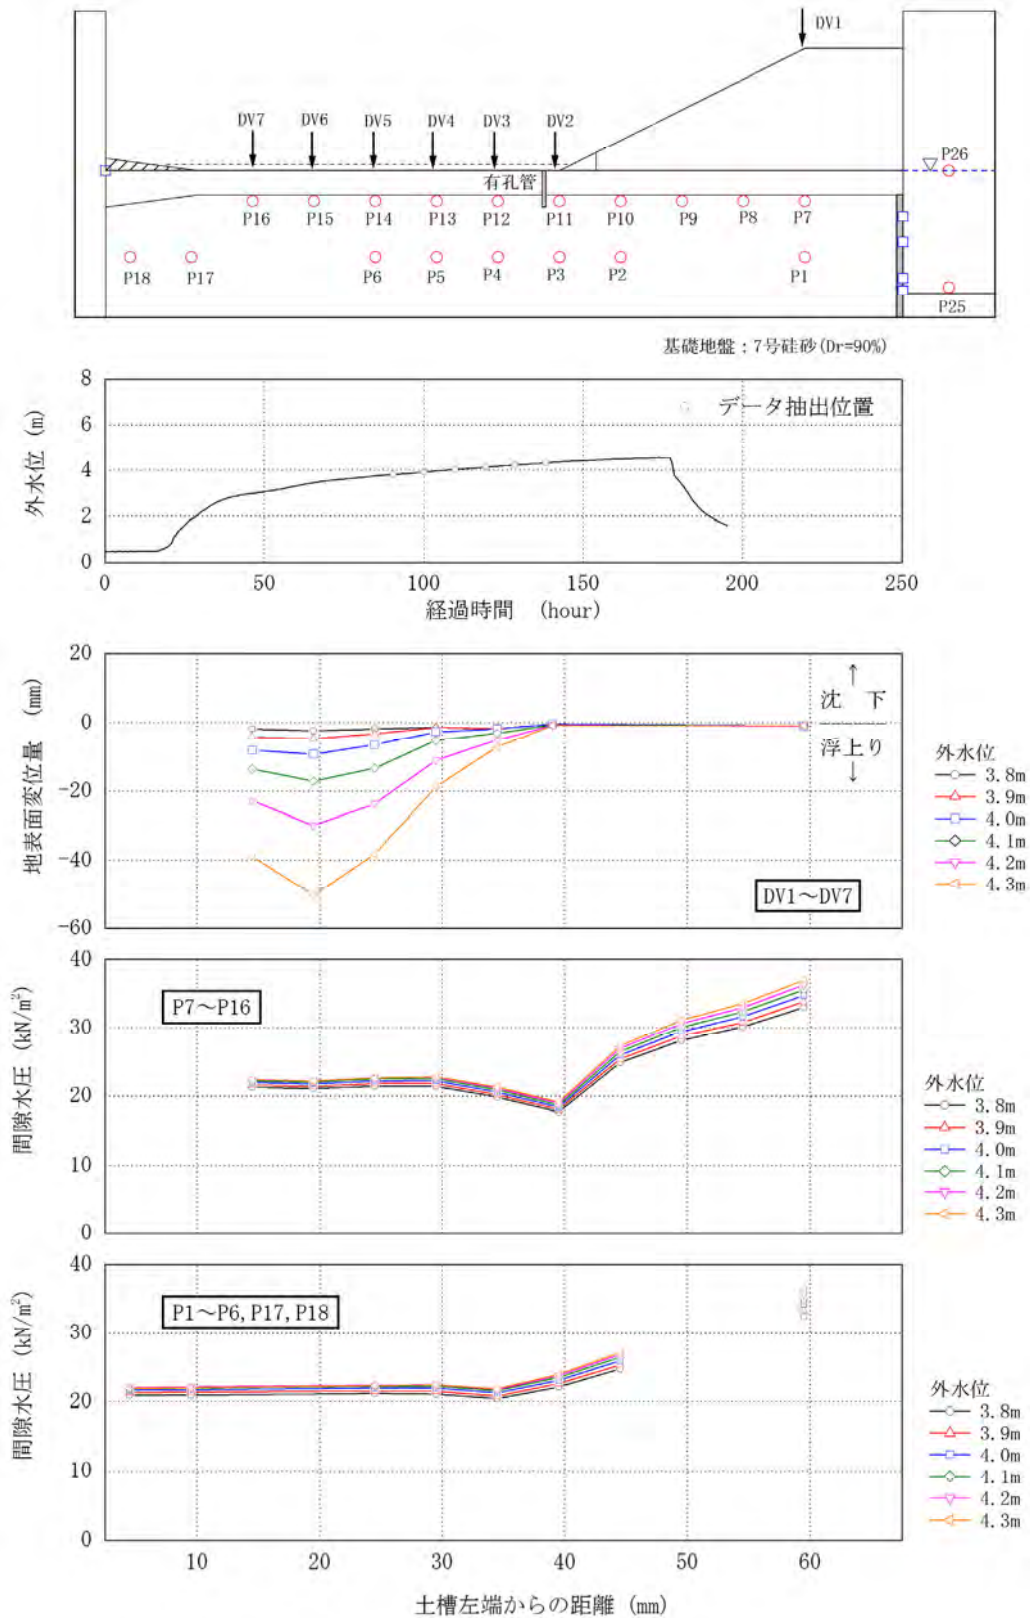 DV1
DV7 DV6 DV5 DV4 DV3 DV2
P26
有孔管
P16 P15 P14 P13 P12 P11 P10 P9 P8 P7
P18 P17 P6 P5 P4 P3 P2 P1
P25
基礎地盤：7号硅砂(Dr=90%)
外水位 (m)
8
6
4
2
0
データ抽出位置
0 50 100 150 200 250
経過時間 (hour)
地表面変位量 (mm)
20
0
-20
-40
-60
↑
沈 下
浮上り
↓
DV1～DV7
外水位
3.8m
3.9m
4.0m
4.1m
4.2m
4.3m
間隙水圧 (kN/m²)
40
30
20
10
0
P7～P16
外水位
3.8m
3.9m
4.0m
4.1m
4.2m
4.3m
間隙水圧 (kN/m²)
40
30
20
10
0
P1～P6,P17,P18
外水位
3.8m
3.9m
4.0m
4.1m
4.2m
4.3m
10 20 30 40 50 60
土槽左端からの距離 (mm)